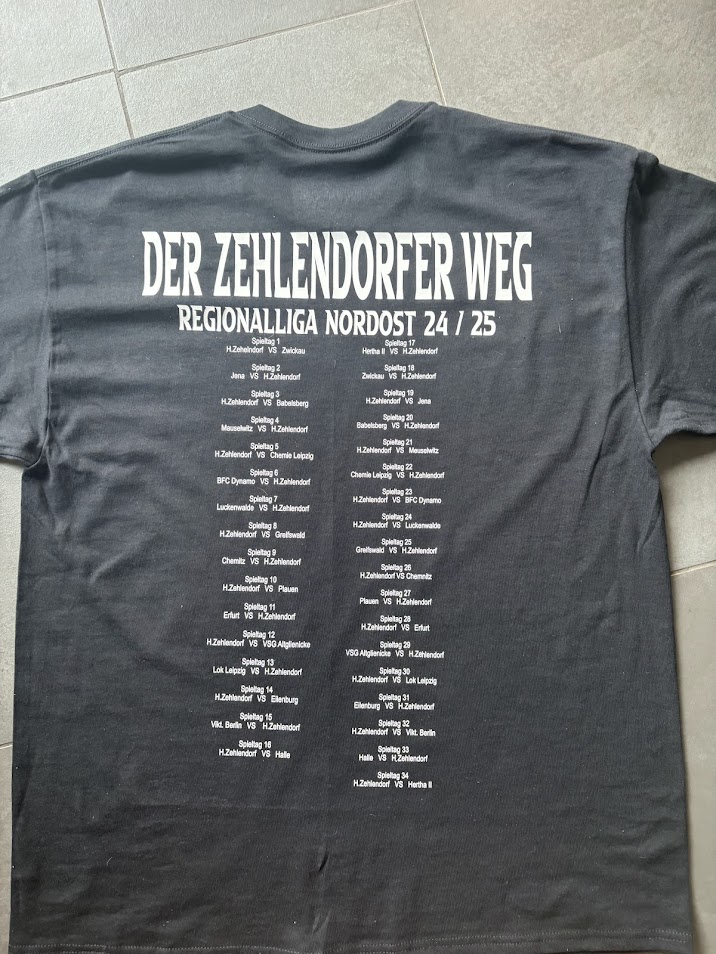 DER ZEHLENDORFER WEG
REGIONALLIGA NORDOST 24 / 25
Spieltag 1
H.Zehelndorf VS Zwickau
Spieltag 2
Jena VS H.Zehlendorf
Spieltag 3
H.Zehlendorf VS Babelsberg
Spieltag 4
Meuselwitz VS H.Zehlendorf
Spieltag 5
H.Zehlendorf VS Chemie Leipzig
Spieltag 6
BFC Dynamo VS H.Zehlendorf
Spieltag 7
Luckenwalde VS H.Zehlendorf
Spieltag 8
H.Zehlendorf VS Greifswald
Spieltag 9
Chemitz VS H.Zehlendorf
Spieltag 10
H.Zehlendorf VS Plauen
Spieltag 11
Erfurt VS H.Zehlendorf
Spieltag 12
H.Zehlendorf VS VSG Altglienicke
Spieltag 13
Lok Leipzig VS H.Zehlendorf
Spieltag 14
H.Zehlendorf VS Eilenburg
Spieltag 15
Vikt. Berlin VS H.Zehlendorf
Spieltag 16
H.Zehlendorf VS Halle
Spieltag 17
Hertha II VS H.Zehlendorf
Spieltag 18
Zwickau VS H.Zehlendorf
Spieltag 19
H.Zehlendorf VS Jena
Spieltag 20
Babelsberg VS H.Zehlendorf
Spieltag 21
H.Zehlendorf VS Meuselwitz
Spieltag 22
Chemie Leipzig VS H.Zehlendorf
Spieltag 23
H.Zehlendorf VS BFC Dynamo
Spieltag 24
H.Zehlendorf VS Luckenwalde
Spieltag 25
Greifswald VS H.Zehlendorf
Spieltag 26
H.Zehlendorf VS Chemnitz
Spieltag 27
Plauen VS H.Zehlendorf
Spieltag 28
H.Zehlendorf VS Erfurt
Spieltag 29
VSG Altglienicke VS H.Zehlendorf
Spieltag 30
H.Zehlendorf VS Lok Leipzig
Spieltag 31
Eilenburg VS H.Zehlendorf
Spieltag 32
H.Zehlendorf VS Vikt. Berlin
Spieltag 33
Halle VS H.Zehlendorf
Spieltag 34
H.Zehlendorf VS Hertha II